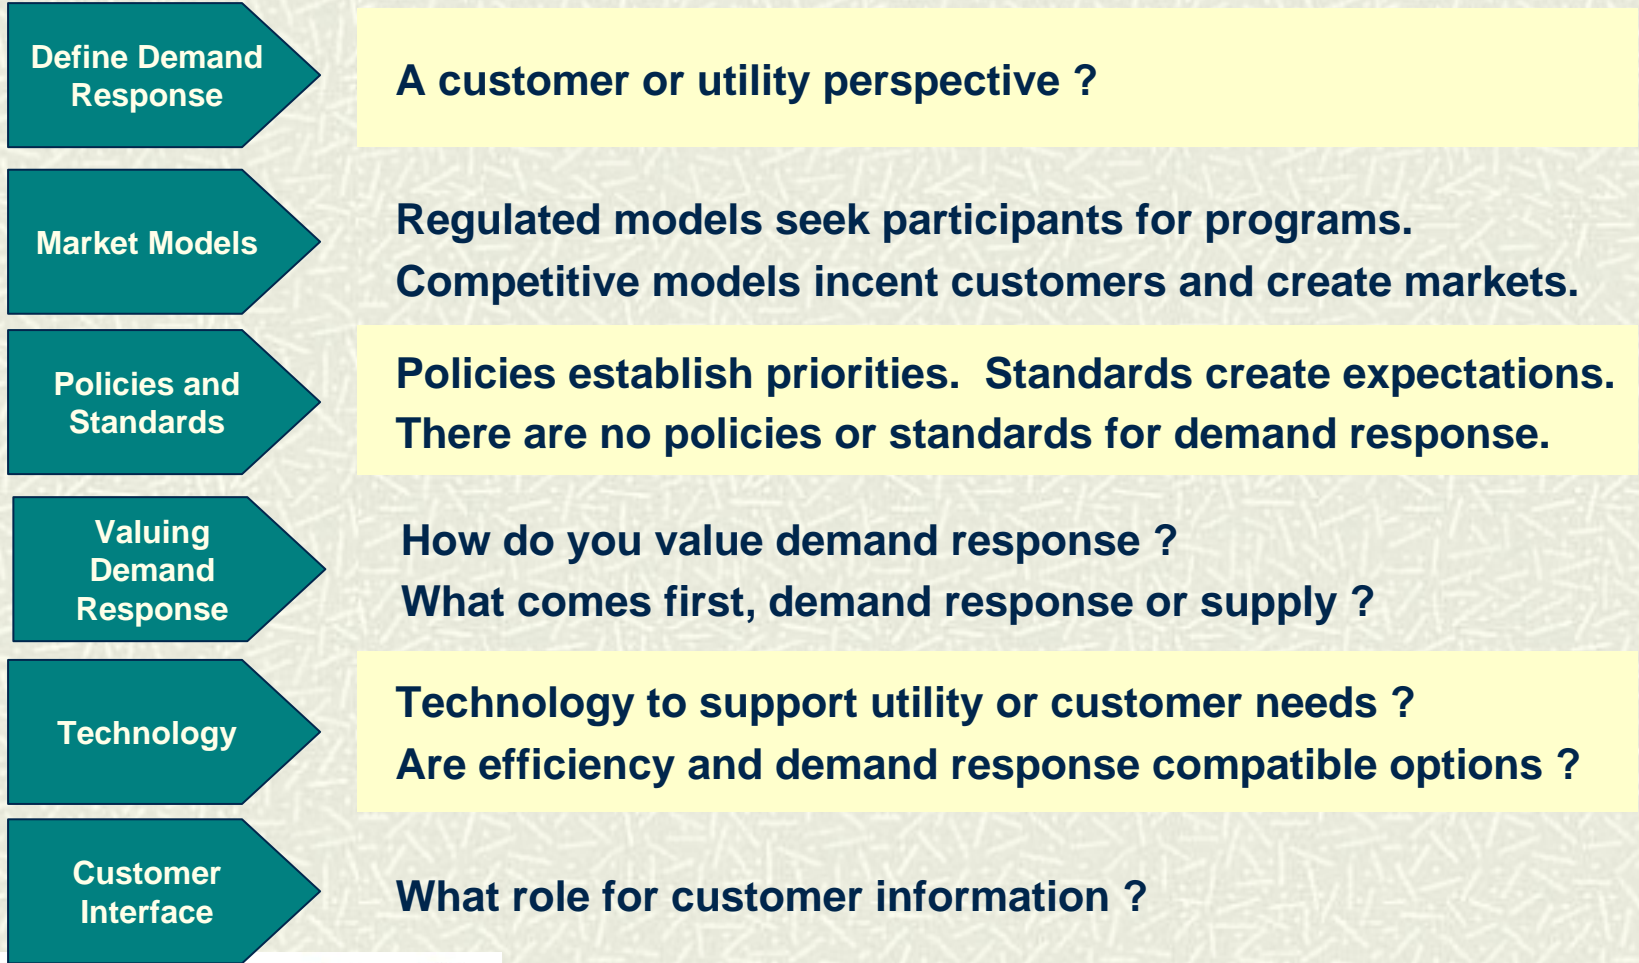 Define Demand
Response
A customer or utility perspective ?
Market Models
Regulated models seek participants for programs.
Competitive models incent customers and create markets.
Policies and
Standards
Policies establish priorities.  Standards create expectations.
There are no policies or standards for demand response.
Valuing
Demand
Response
How do you value demand response ?
What comes first, demand response or supply ?
Technology
Technology to support utility or customer needs ?
Are efficiency and demand response compatible options ?
Customer
Interface
What role for customer information ?